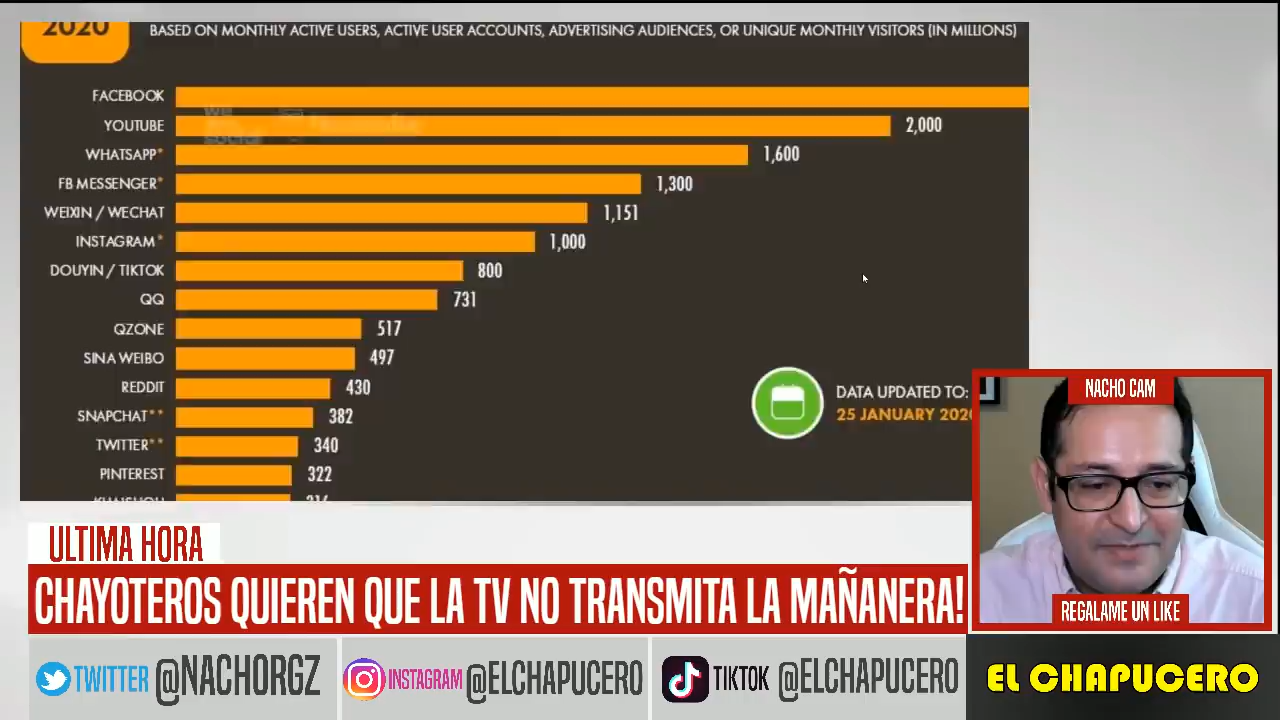 2020
BASED ON MONTHLY ACTIVE USERS, ACTIVE USER ACCOUNTS, ADVERTISING AUDIENCES, OR UNIQUE MONTHLY VISITORS (IN MILLIONS)
FACEBOOK
YOUTUBE 2,000
WHATSAPP* 1,600
FB MESSENGER* 1,300
WEIXIN / WECHAT 1,151
INSTAGRAM* 1,000
DOUYIN / TIKTOK 800
QQ 731
QZONE 517
SINA WEIBO 497
REDDIT 430
SNAPCHAT** 382
TWITTER** 340
PINTEREST 322
we
social
DATA UPDATED TO:
25 JANUARY 2020
NACHO CAM
REGALAME UN LIKE
ULTIMA HORA
CHAYOTEROS QUIEREN QUE LA TV NO TRANSMITA LA MAÑANERA!
TWITTER @NACHORGZ INSTAGRAM @ELCHAPUCERO TIKTOK @ELCHAPUCERO
EL CHAPUCERO